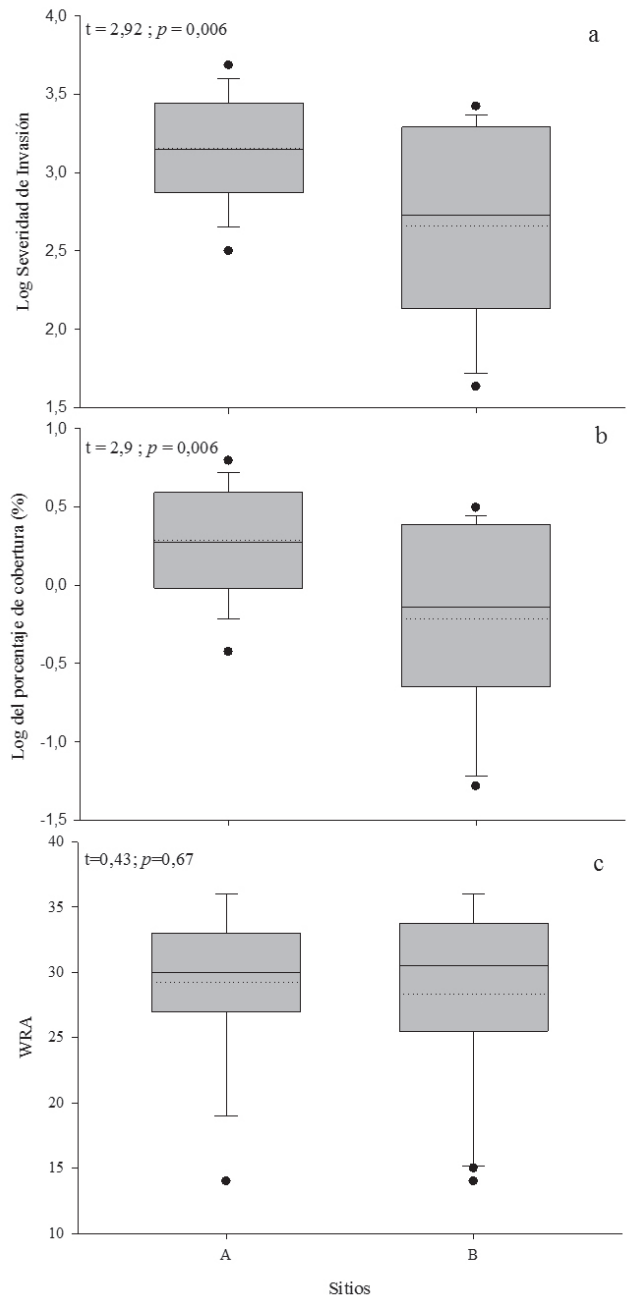 t = 2,92 ; p = 0,006
a
4,0
3,5
3,0
2,5
2,0
1,5
Log Severidad de Invasión
t = 2,9 ; p = 0,006
b
1,0
0,5
0,0
-0,5
-1,0
-1,5
Log del porcentaje de cobertura (%)
t=0,43; p=0,67
c
40
35
30
25
20
15
10
WRA
A B
Sitios